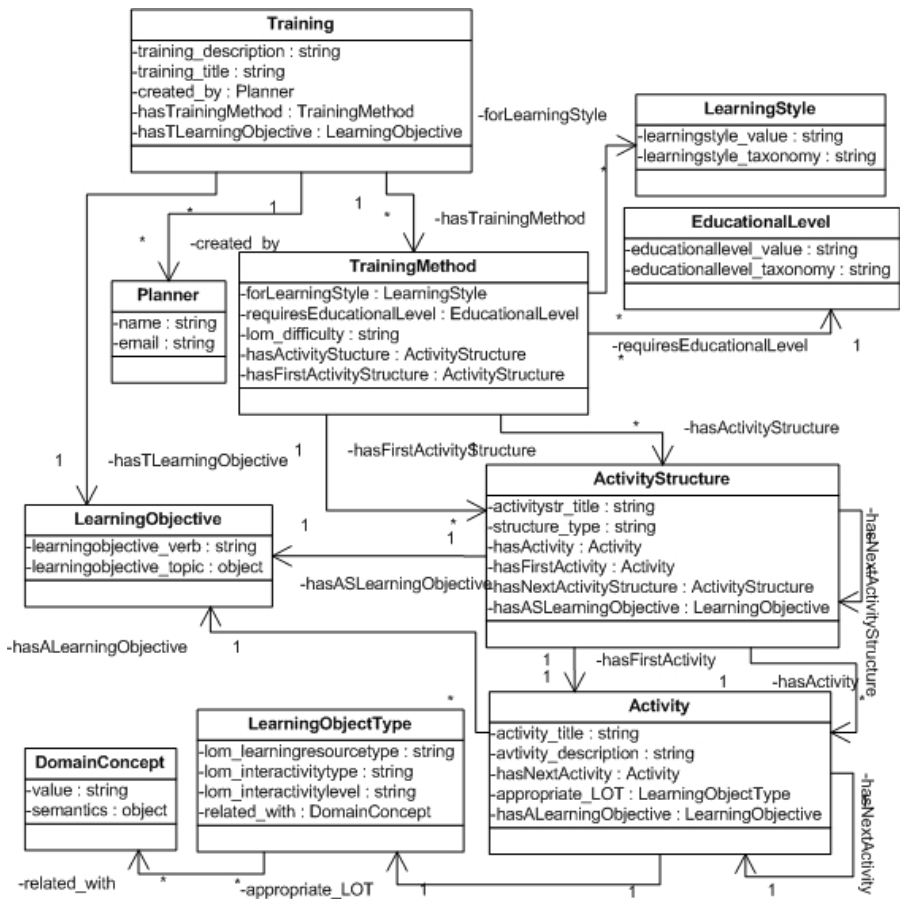 Training
-training_description : string
-training_title : string
-created_by : Planner
-hasTrainingMethod : TrainingMethod
-hasTLearningObjective : LearningObjective
-forLearningStyle
*
LearningStyle
-learningstyle_value : string
-learningstyle_taxonomy : string
EducationalLevel
-educationallevel_value : string
-educationallevel_taxonomy : string
*
1
1
*
*
-created_by
-hasTrainingMethod
Planner
-name : string
-email : string
TrainingMethod
-forLearningStyle : LearningStyle
-requiresEducationalLevel : EducationalLevel
-lom_difficulty : string
-hasActivityStucture : ActivityStructure
-hasFirstActivityStructure : ActivityStructure
*
-requiresEducationalLevel
*
1
1
-hasTLearningObjective
1
-hasFirstActivityStructure
1
*
-hasActivityStructure
*
LearningObjective
-learningobjective_verb : string
-learningobjective_topic : object
1
1
-hasASLearningObjective
ActivityStructure
-activitystr_title : string
-structure_type : string
-hasActivity : Activity
-hasFirstActivity : Activity
-hasNextActivityStructure : ActivityStructure
-hasASLearningObjective : LearningObjective
-hasNextActivityStructure
-hasALearningObjective
1
*
1
1
-hasFirstActivity
1
-hasActivity
*
Activity
-activity_title : string
-avtivity_description : string
-hasNextActivity : Activity
-appropriate_LOT : LearningObjectType
-hasALearningObjective : LearningObjective
-hasNextActivity
1
LearningObjectType
-lom_learningresourcetype : string
-lom_interactivitytype : string
-lom_interactivitylevel : string
-related_with : DomainConcept
DomainConcept
-value : string
-semantics : object
-related_with
*
*
-appropriate_LOT
1
1